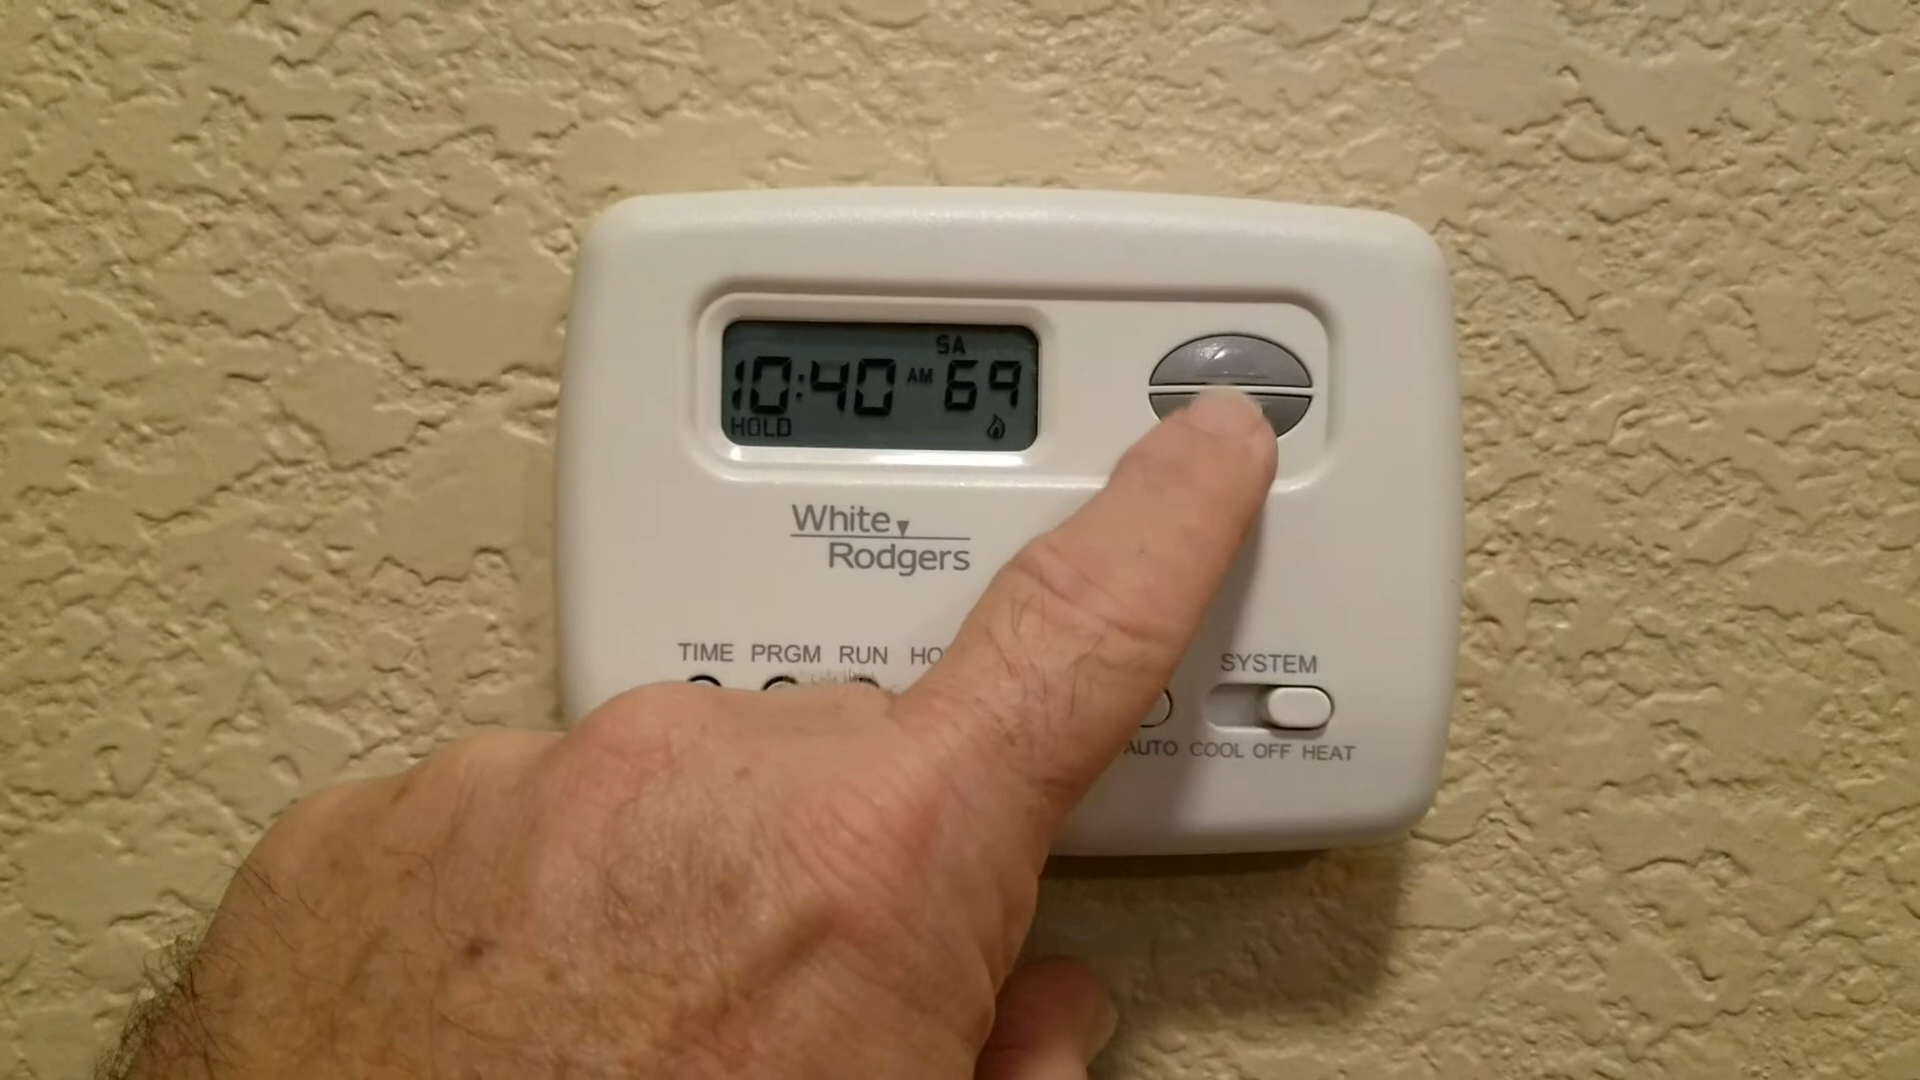 SA
10:40 AM 69
HOLD
White
Rodgers
TIME PRGM RUN
SYSTEM
AUTO COOL OFF HEAT